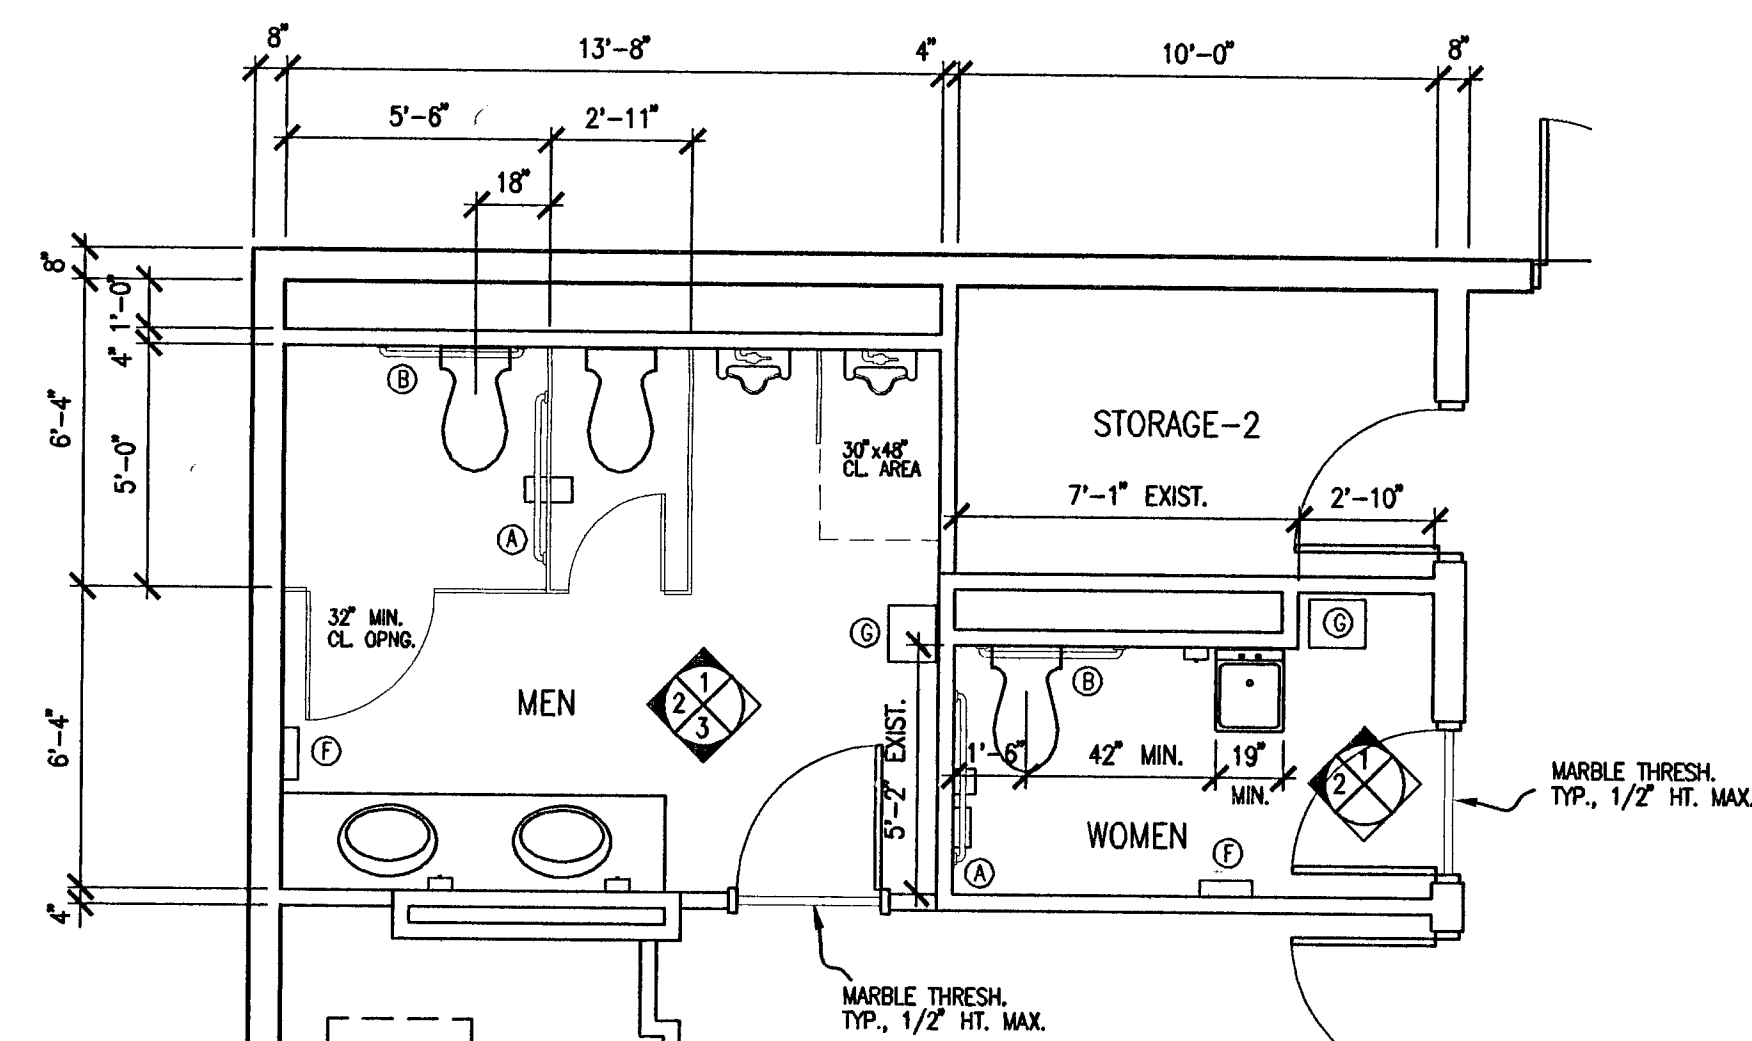 8"
13'-8"
4"
10'-0"
8"
5'-6"
2'-11"
18"
8"
1'-0"
4"
6'-4"
5'-0"
B
STORAGE-2
30"x48"
CL. AREA
7'-1" EXIST.
2'-10"
A
32" MIN.
CL. OPNG.
G
G
MEN
1
2
3
B
F
6'-4"
5'-2" EXIST.
1'-6"
42" MIN.
19"
MIN.
1
2
MARBLE THRESH.
TYP., 1/2" HT. MAX.
WOMEN
F
A
4"
MARBLE THRESH.
TYP., 1/2" HT. MAX.